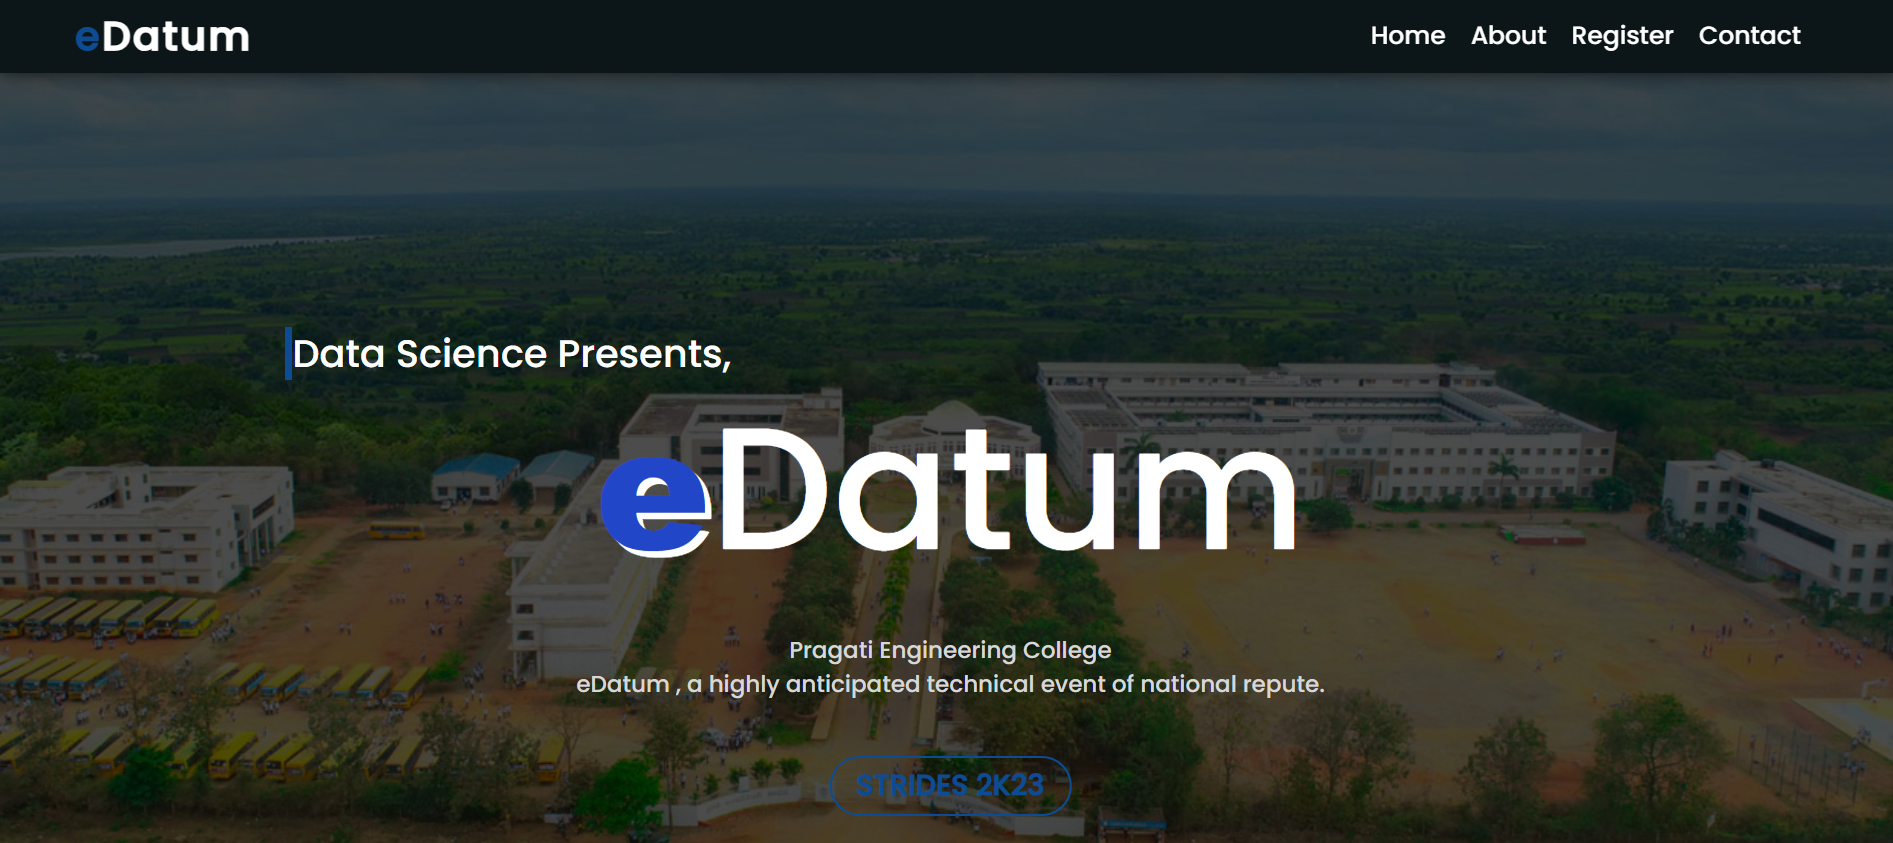 eDatum
Home About Register Contact
Data Science Presents,
eDatum
Pragati Engineering College
eDatum , a highly anticipated technical event of national repute.
STRIDES 2K23